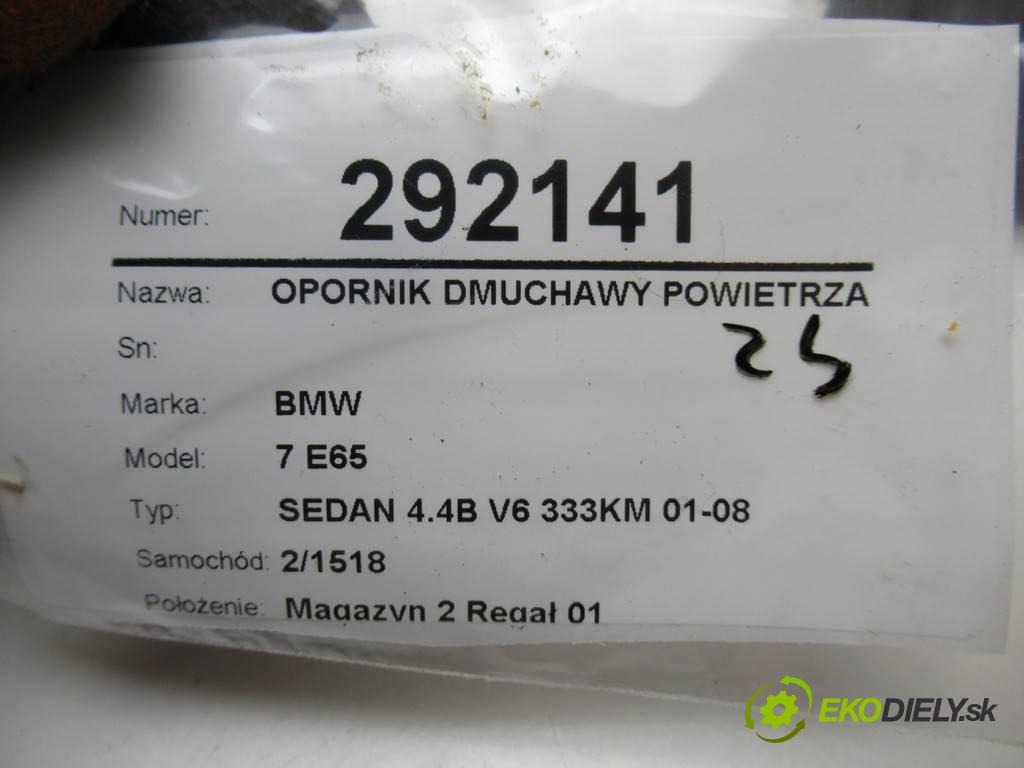 Numer: 292141
Nazwa: OPORNIK DMUCHAWY POWIETRZA
25
Sn:
Marka: BMW
Model: 7 E65
Typ: SEDAN 4.4B V6 333KM 01-08
Samochód: 2/1518
Położenie: Magazyn 2 Regał 01
EKODIELY.sk